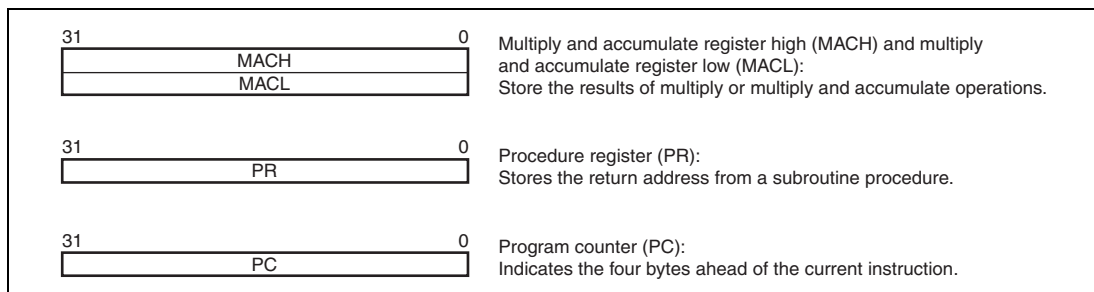 31 0
MACH
MACL
Multiply and accumulate register high (MACH) and multiply
and accumulate register low (MACL):
Store the results of multiply or multiply and accumulate operations.
31 0
PR
Procedure register (PR):
Stores the return address from a subroutine procedure.
31 0
PC
Program counter (PC):
Indicates the four bytes ahead of the current instruction.